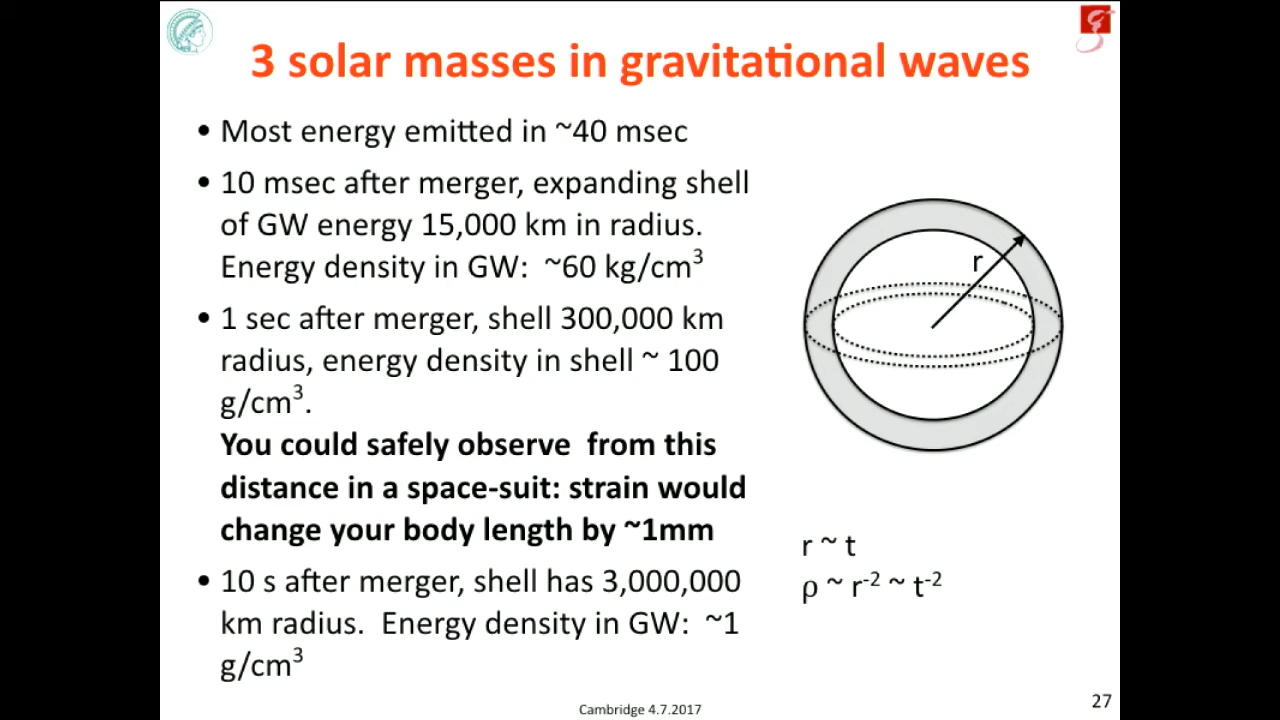 3 solar masses in gravitational waves
• Most energy emitted in ~40 msec
• 10 msec after merger, expanding shell
of GW energy 15,000 km in radius.
Energy density in GW:  ~60 kg/cm³
• 1 sec after merger, shell 300,000 km
radius, energy density in shell ~ 100
g/cm³.
You could safely observe  from this
distance in a space-suit: strain would
change your body length by ~1mm
• 10 s after merger, shell has 3,000,000
km radius.  Energy density in GW:  ~1
g/cm³
r
r ~ t
ρ ~ r⁻² ~ t⁻²
Cambridge 4.7.2017
27